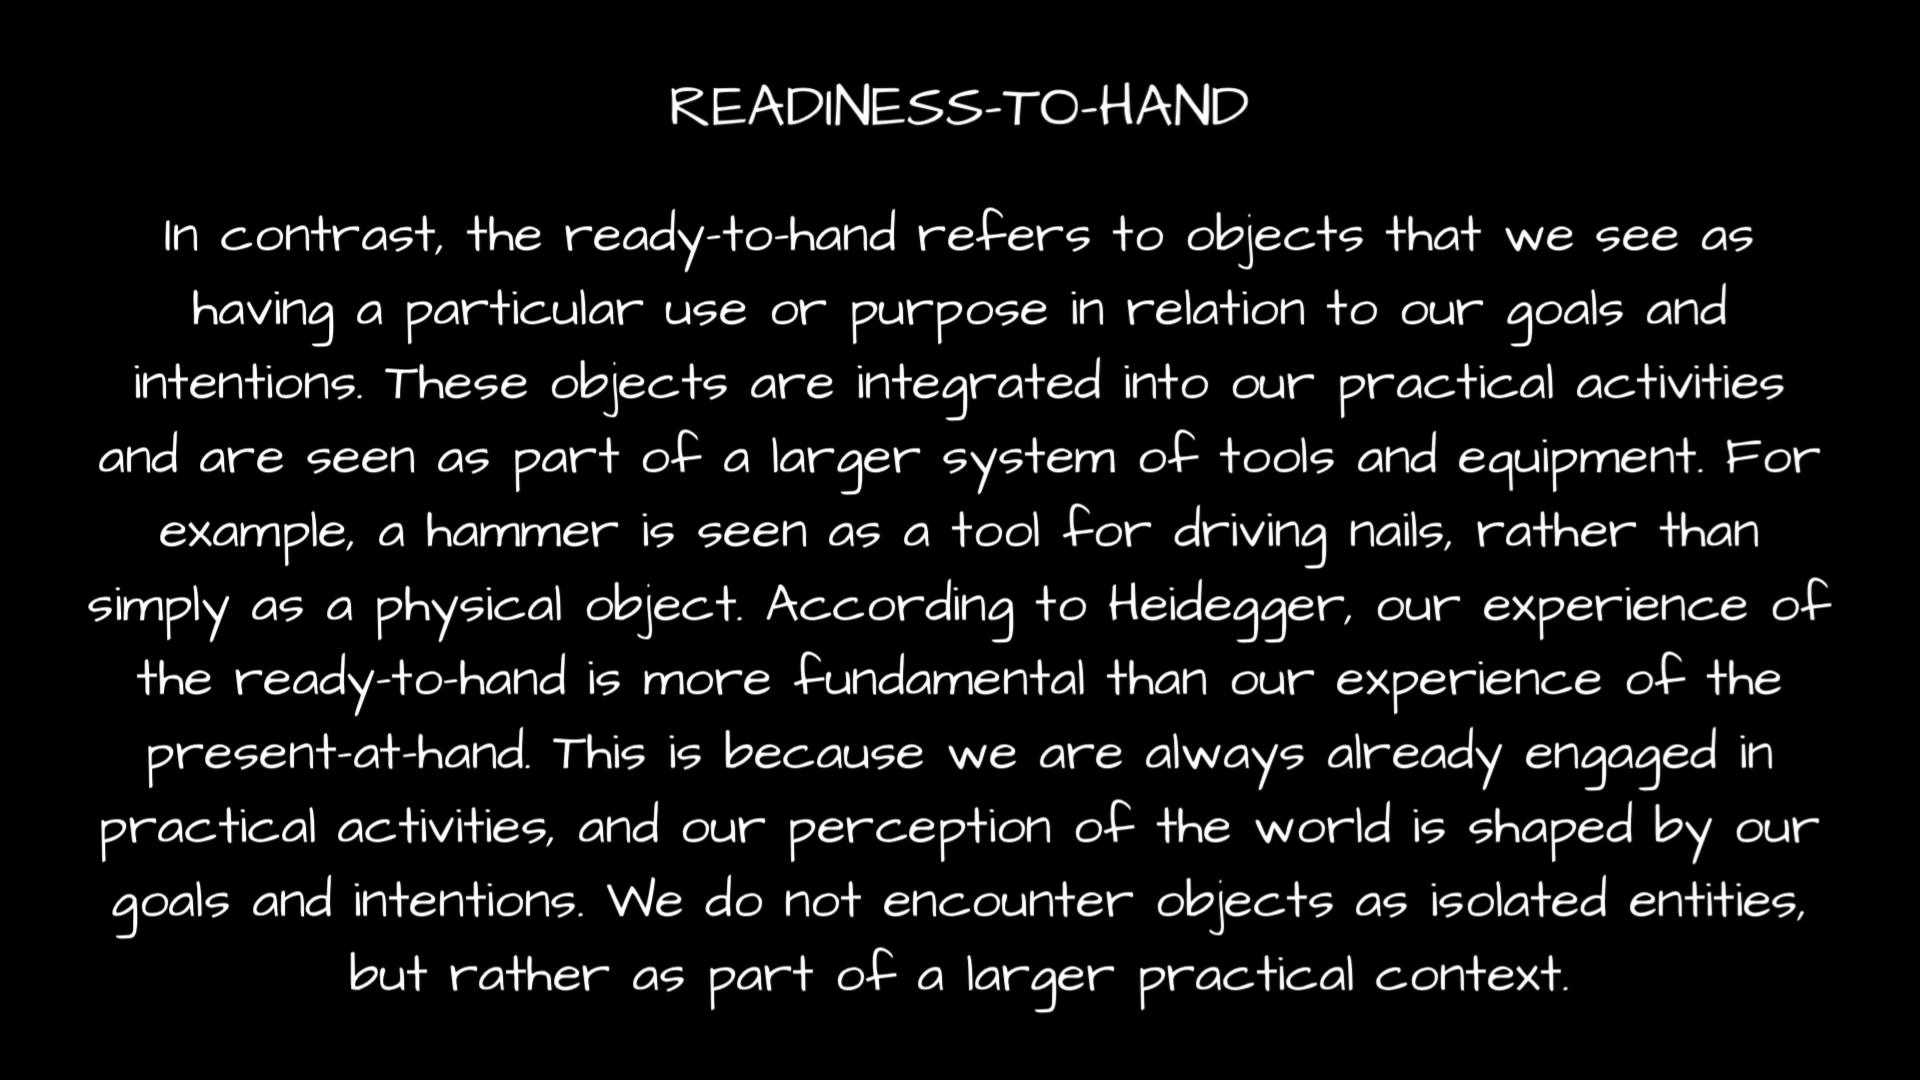 READINESS-TO-HAND
In contrast, the ready-to-hand refers to objects that we see as
having a particular use or purpose in relation to our goals and
intentions. These objects are integrated into our practical activities
and are seen as part of a larger system of tools and equipment. For
example, a hammer is seen as a tool for driving nails, rather than
simply as a physical object. According to Heidegger, our experience of
the ready-to-hand is more fundamental than our experience of the
present-at-hand. This is because we are always already engaged in
practical activities, and our perception of the world is shaped by our
goals and intentions. We do not encounter objects as isolated entities,
but rather as part of a larger practical context.